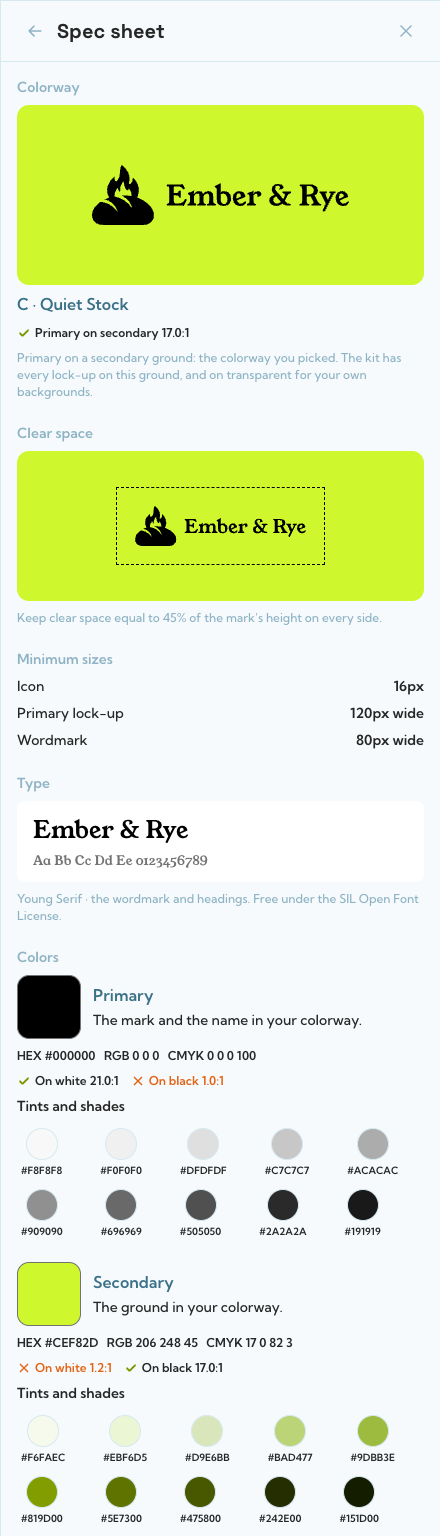 Spec sheet
Colorway
Ember & Rye
C · Quiet Stock
Primary on secondary 17.0:1
Primary on a secondary ground: the colorway you picked. The kit has
every lock-up on this ground, and on transparent for your own
backgrounds.
Clear space
Ember & Rye
Keep clear space equal to 45% of the mark's height on every side.
Minimum sizes
Icon 16px
Primary lock-up 120px wide
Wordmark 80px wide
Type
Ember & Rye
Aa Bb Cc Dd Ee 0123456789
Young Serif · the wordmark and headings. Free under the SIL Open Font
License.
Colors
Primary
The mark and the name in your colorway.
HEX #000000 RGB 0 0 0 CMYK 0 0 0 100
On white 21.0:1 On black 1.0:1
Tints and shades
#F8F8F8 #F0F0F0 #DFDFDF #C7C7C7 #ACACAC
#909090 #696969 #505050 #2A2A2A #191919
Secondary
The ground in your colorway.
HEX #CEF82D RGB 206 248 45 CMYK 17 0 82 3
On white 1.2:1 On black 17.0:1
Tints and shades
#F6FAEC #EBF6D5 #D9E6BB #BAD477 #9DBB3E
#819D00 #5E7300 #475800 #242E00 #151D00